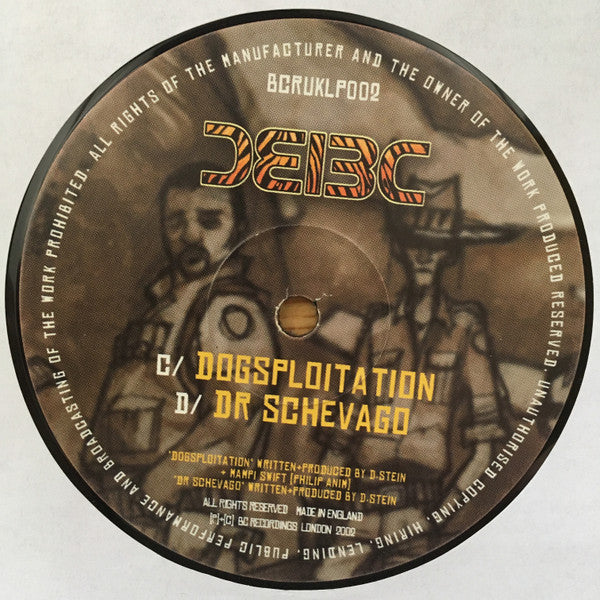 ALL RIGHTS OF THE MANUFACTURER AND THE OWNER OF THE WORK PRODUCED RESERVED. UNAUTHORISED COPYING, HIRING, LENDING, PUBLIC PERFORMANCE AND BROADCASTING OF THE WORK PROHIBITED.
BCRUKLP002
DEIBC
C/ DOGSPLOITATION
D/ DR SCHEVAGO
'DOGSPLOITATION' WRITTEN+PRODUCED BY D.STEIN
+ MAMPI SWIFT (PHILIP ANIM)
'DR SCHEVAGO' WRITTEN+PRODUCED BY D.STEIN
ALL RIGHTS RESERVED MADE IN ENGLAND
(P)+(C) BC RECORDINGS LONDON 2002